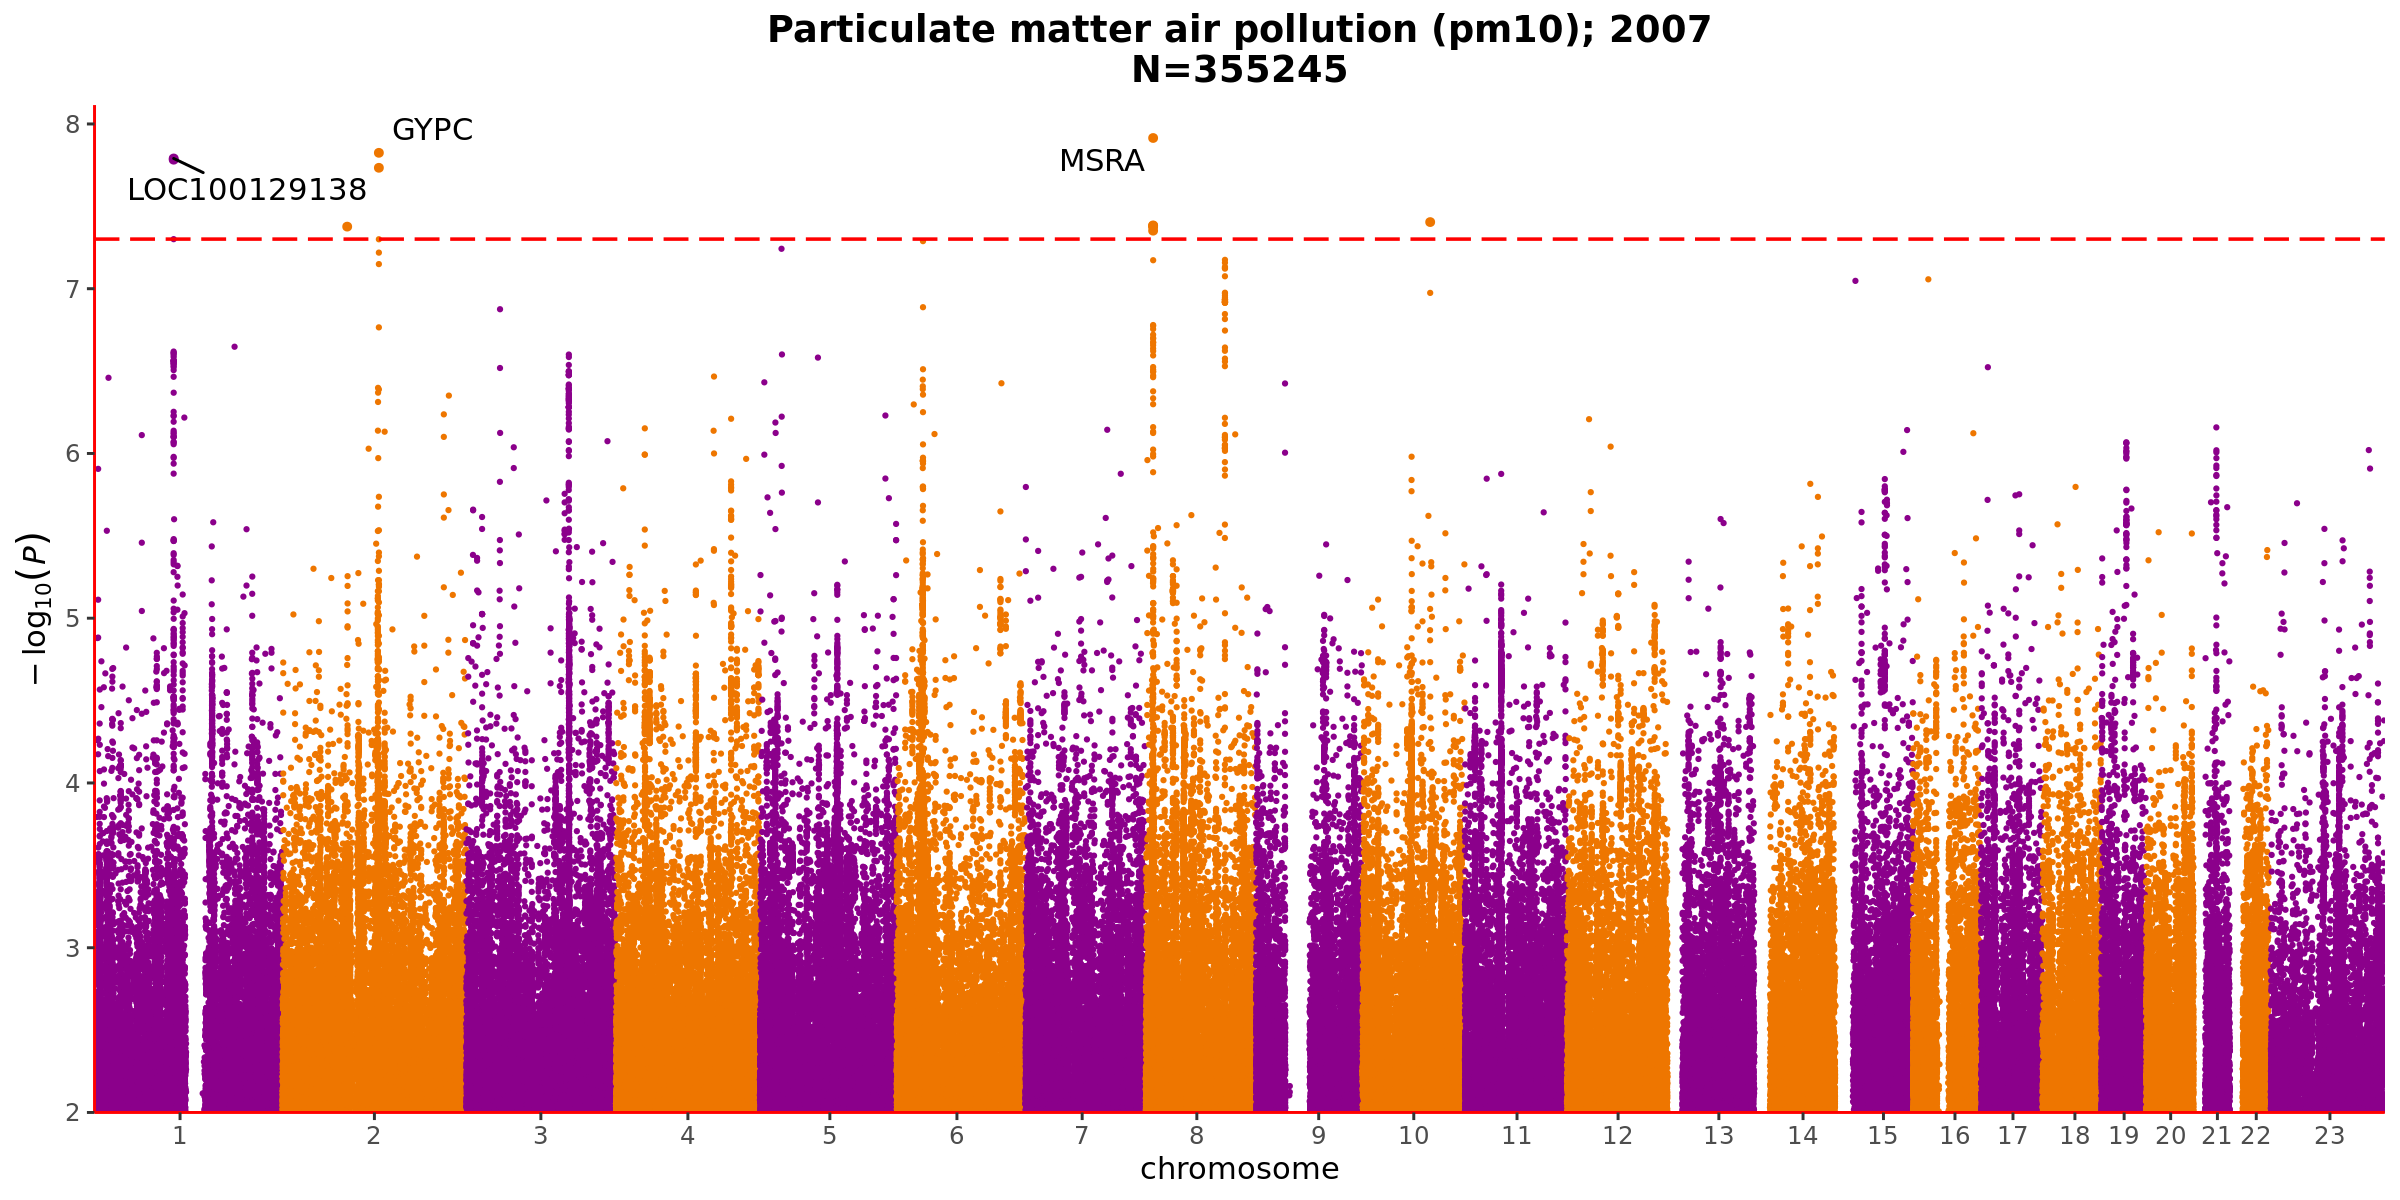 Particulate matter air pollution (pm10); 2007
N=355245
8
GYPC
MSRA
LOC100129138
7
6
5
4
3
2
−log10(P)
1 2 3 4 5 6 7 8 9 10 11 12 13 14 15 16 17 18 19 20 21 22 23
chromosome